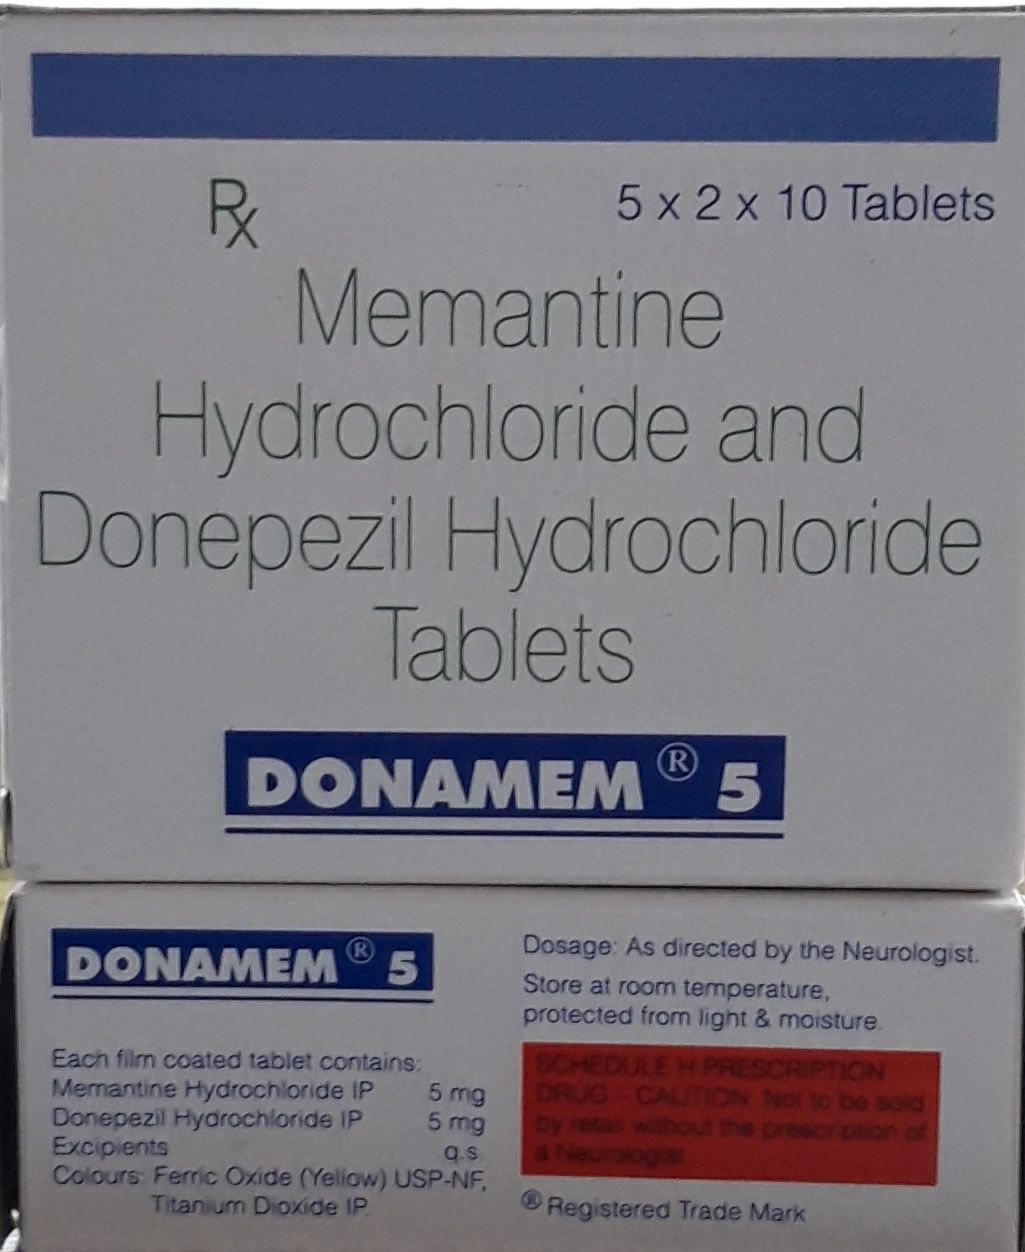 Rx
5 x 2 x 10 Tablets
Memantine
Hydrochloride and
Donepezil Hydrochloride
Tablets
DONAMEM ® 5
DONAMEM ® 5
Each film coated tablet contains:
Memantine Hydrochloride IP 5 mg
Donepezil Hydrochloride IP 5 mg
Excipients q.s.
Colours: Ferric Oxide (Yellow) USP-NF,
Titanium Dioxide IP.
Dosage: As directed by the Neurologist.
Store at room temperature,
protected from light & moisture.
SCHEDULE H PRESCRIPTION
DRUG - CAUTION: Not to be sold
by retail without the prescription of
a Neurologist
® Registered Trade Mark